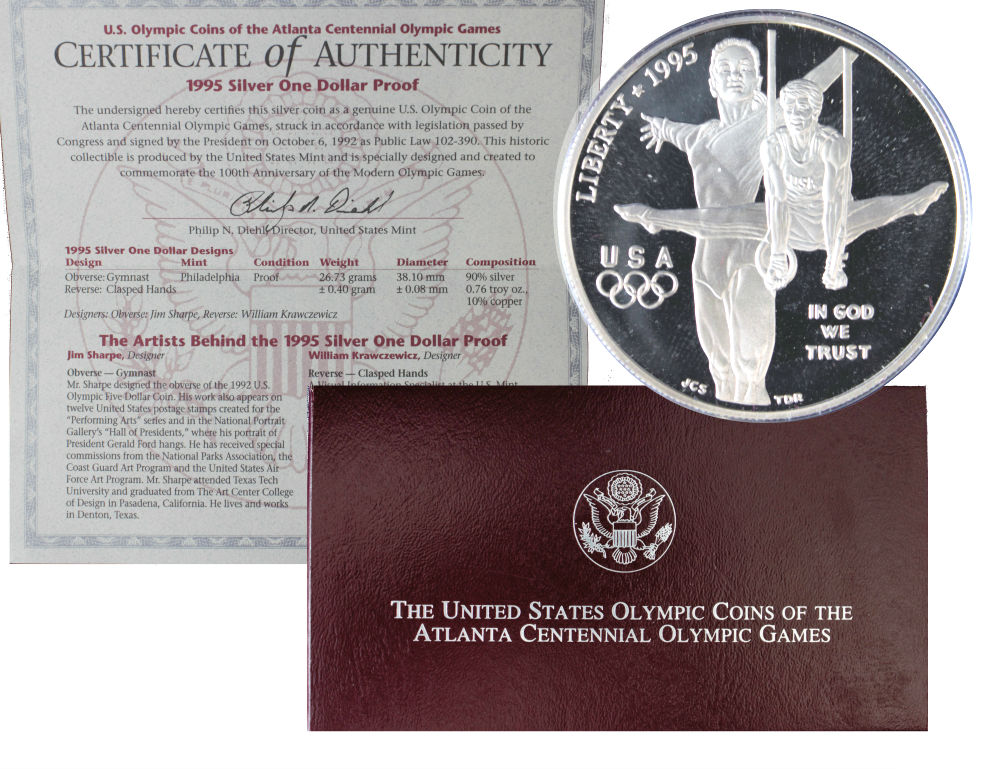 U.S. Olympic Coins of the Atlanta Centennial Olympic Games
CERTIFICATE of AUTHENTICITY
1995 Silver One Dollar Proof
The undersigned hereby certifies this silver coin as a genuine U.S. Olympic Coin of the
Atlanta Centennial Olympic Games, struck in accordance with legislation passed by
Congress and signed by the President on October 6, 1992 as Public Law 102-390. This historic
collectible is produced by the United States Mint and is specially designed and created to
commemorate the 100th Anniversary of the Modern Olympic Games.
Philip N. Diehl
Philip N. Diehl, Director, United States Mint
1995 Silver One Dollar Designs
Design Mint Condition Weight Diameter Composition
Obverse: Gymnast Philadelphia Proof 26.73 grams 38.10 mm 90% silver
Reverse: Clasped Hands ± 0.40 gram ± 0.08 mm 0.76 troy oz.,
10% copper
Designers: Obverse: Jim Sharpe, Reverse: William Krawczewicz
The Artists Behind the 1995 Silver One Dollar Proof
Jim Sharpe, Designer
Obverse — Gymnast
Mr. Sharpe designed the obverse of the 1992 U.S.
Olympic Five Dollar Coin. His work also appears on
twelve United States postage stamps created for the
"Performing Arts" series and in the National Portrait
Gallery's "Hall of Presidents," where his portrait of
President Gerald Ford hangs. He has received special
commissions from the National Parks Association, the
Coast Guard Art Program and the United States Air
Force Art Program. Mr. Sharpe attended Texas Tech
University and graduated from The Art Center College
of Design in Pasadena, California. He lives and works
in Denton, Texas.
William Krawczewicz, Designer
Reverse — Clasped Hands
A Visual Information Specialist at the U.S. Mint
LIBERTY ★ 1995
USA
USA
IN GOD
WE
TRUST
JCS
TDR
THE UNITED STATES OLYMPIC COINS OF THE
ATLANTA CENTENNIAL OLYMPIC GAMES